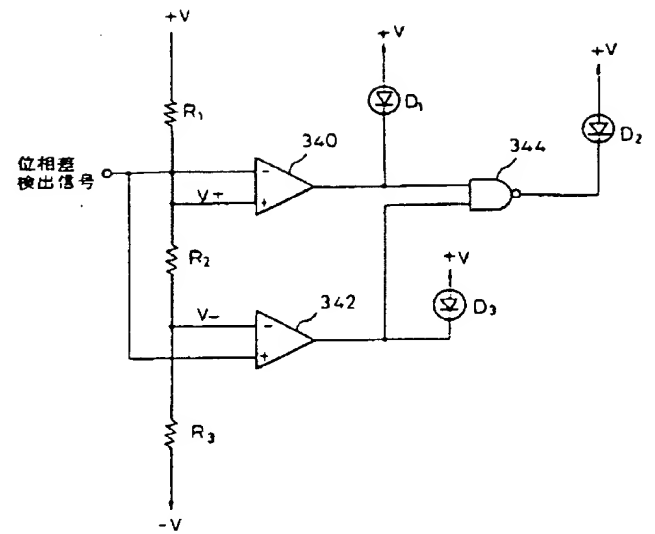 +V
+V
+V
R1
D1
D2
340
344
位相差
検出信号
-
V+
+
R2
+V
342
D3
V-
-
+
R3
-V